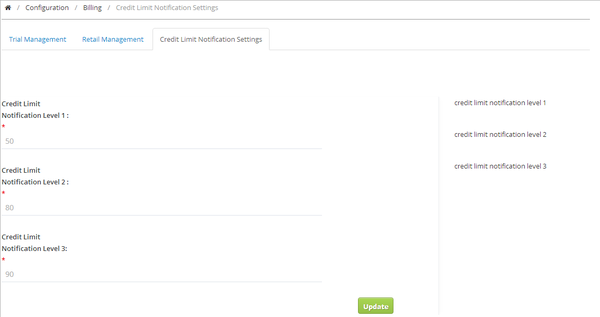 / Configuration / Billing / Credit Limit Notification Settings
Trial Management Retail Management Credit Limit Notification Settings
Credit Limit
Notification Level 1 :
*
50
Credit Limit
Notification Level 2 :
*
80
Credit Limit
Notification Level 3:
*
90
Update
credit limit notification level 1
credit limit notification level 2
credit limit notification level 3